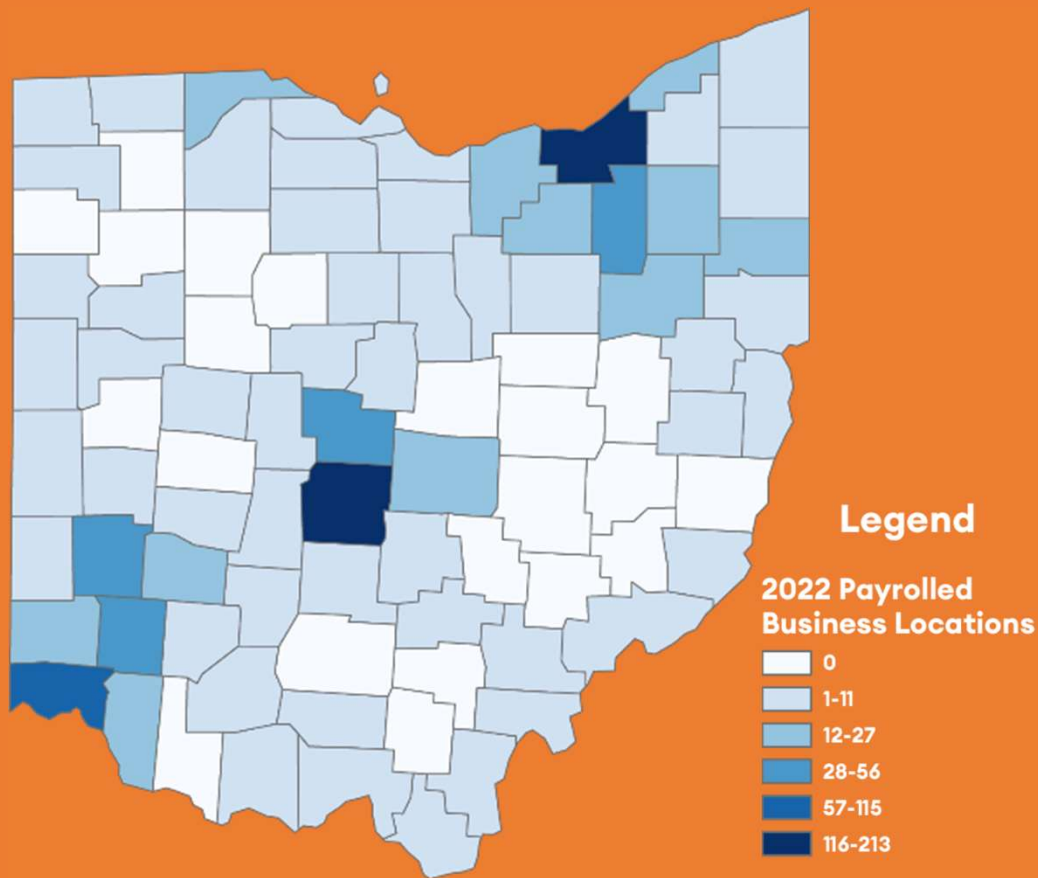 Legend
2022 Payrolled
Business Locations
0
1-11
12-27
28-56
57-115
116-213